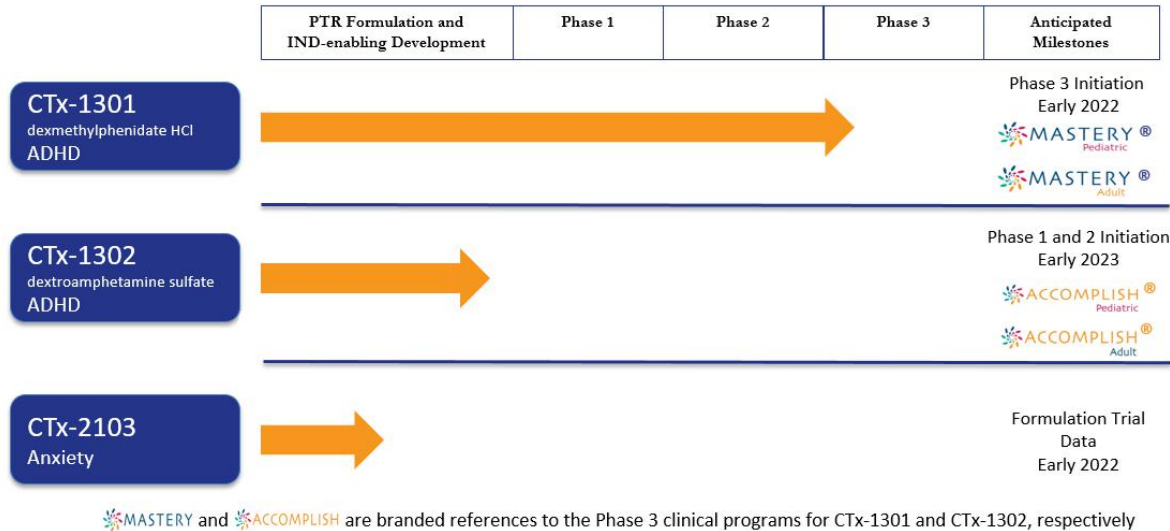 PTR Formulation and
IND-enabling Development
Phase 1
Phase 2
Phase 3
Anticipated
Milestones
CTx-1301
dexmethylphenidate HCl
ADHD
Phase 3 Initiation
Early 2022
MASTERY ®
Pediatric
MASTERY ®
Adult
CTx-1302
dextroamphetamine sulfate
ADHD
Phase 1 and 2 Initiation
Early 2023
ACCOMPLISH ®
Pediatric
ACCOMPLISH ®
Adult
CTx-2103
Anxiety
Formulation Trial
Data
Early 2022
MASTERY and ACCOMPLISH are branded references to the Phase 3 clinical programs for CTx-1301 and CTx-1302, respectively